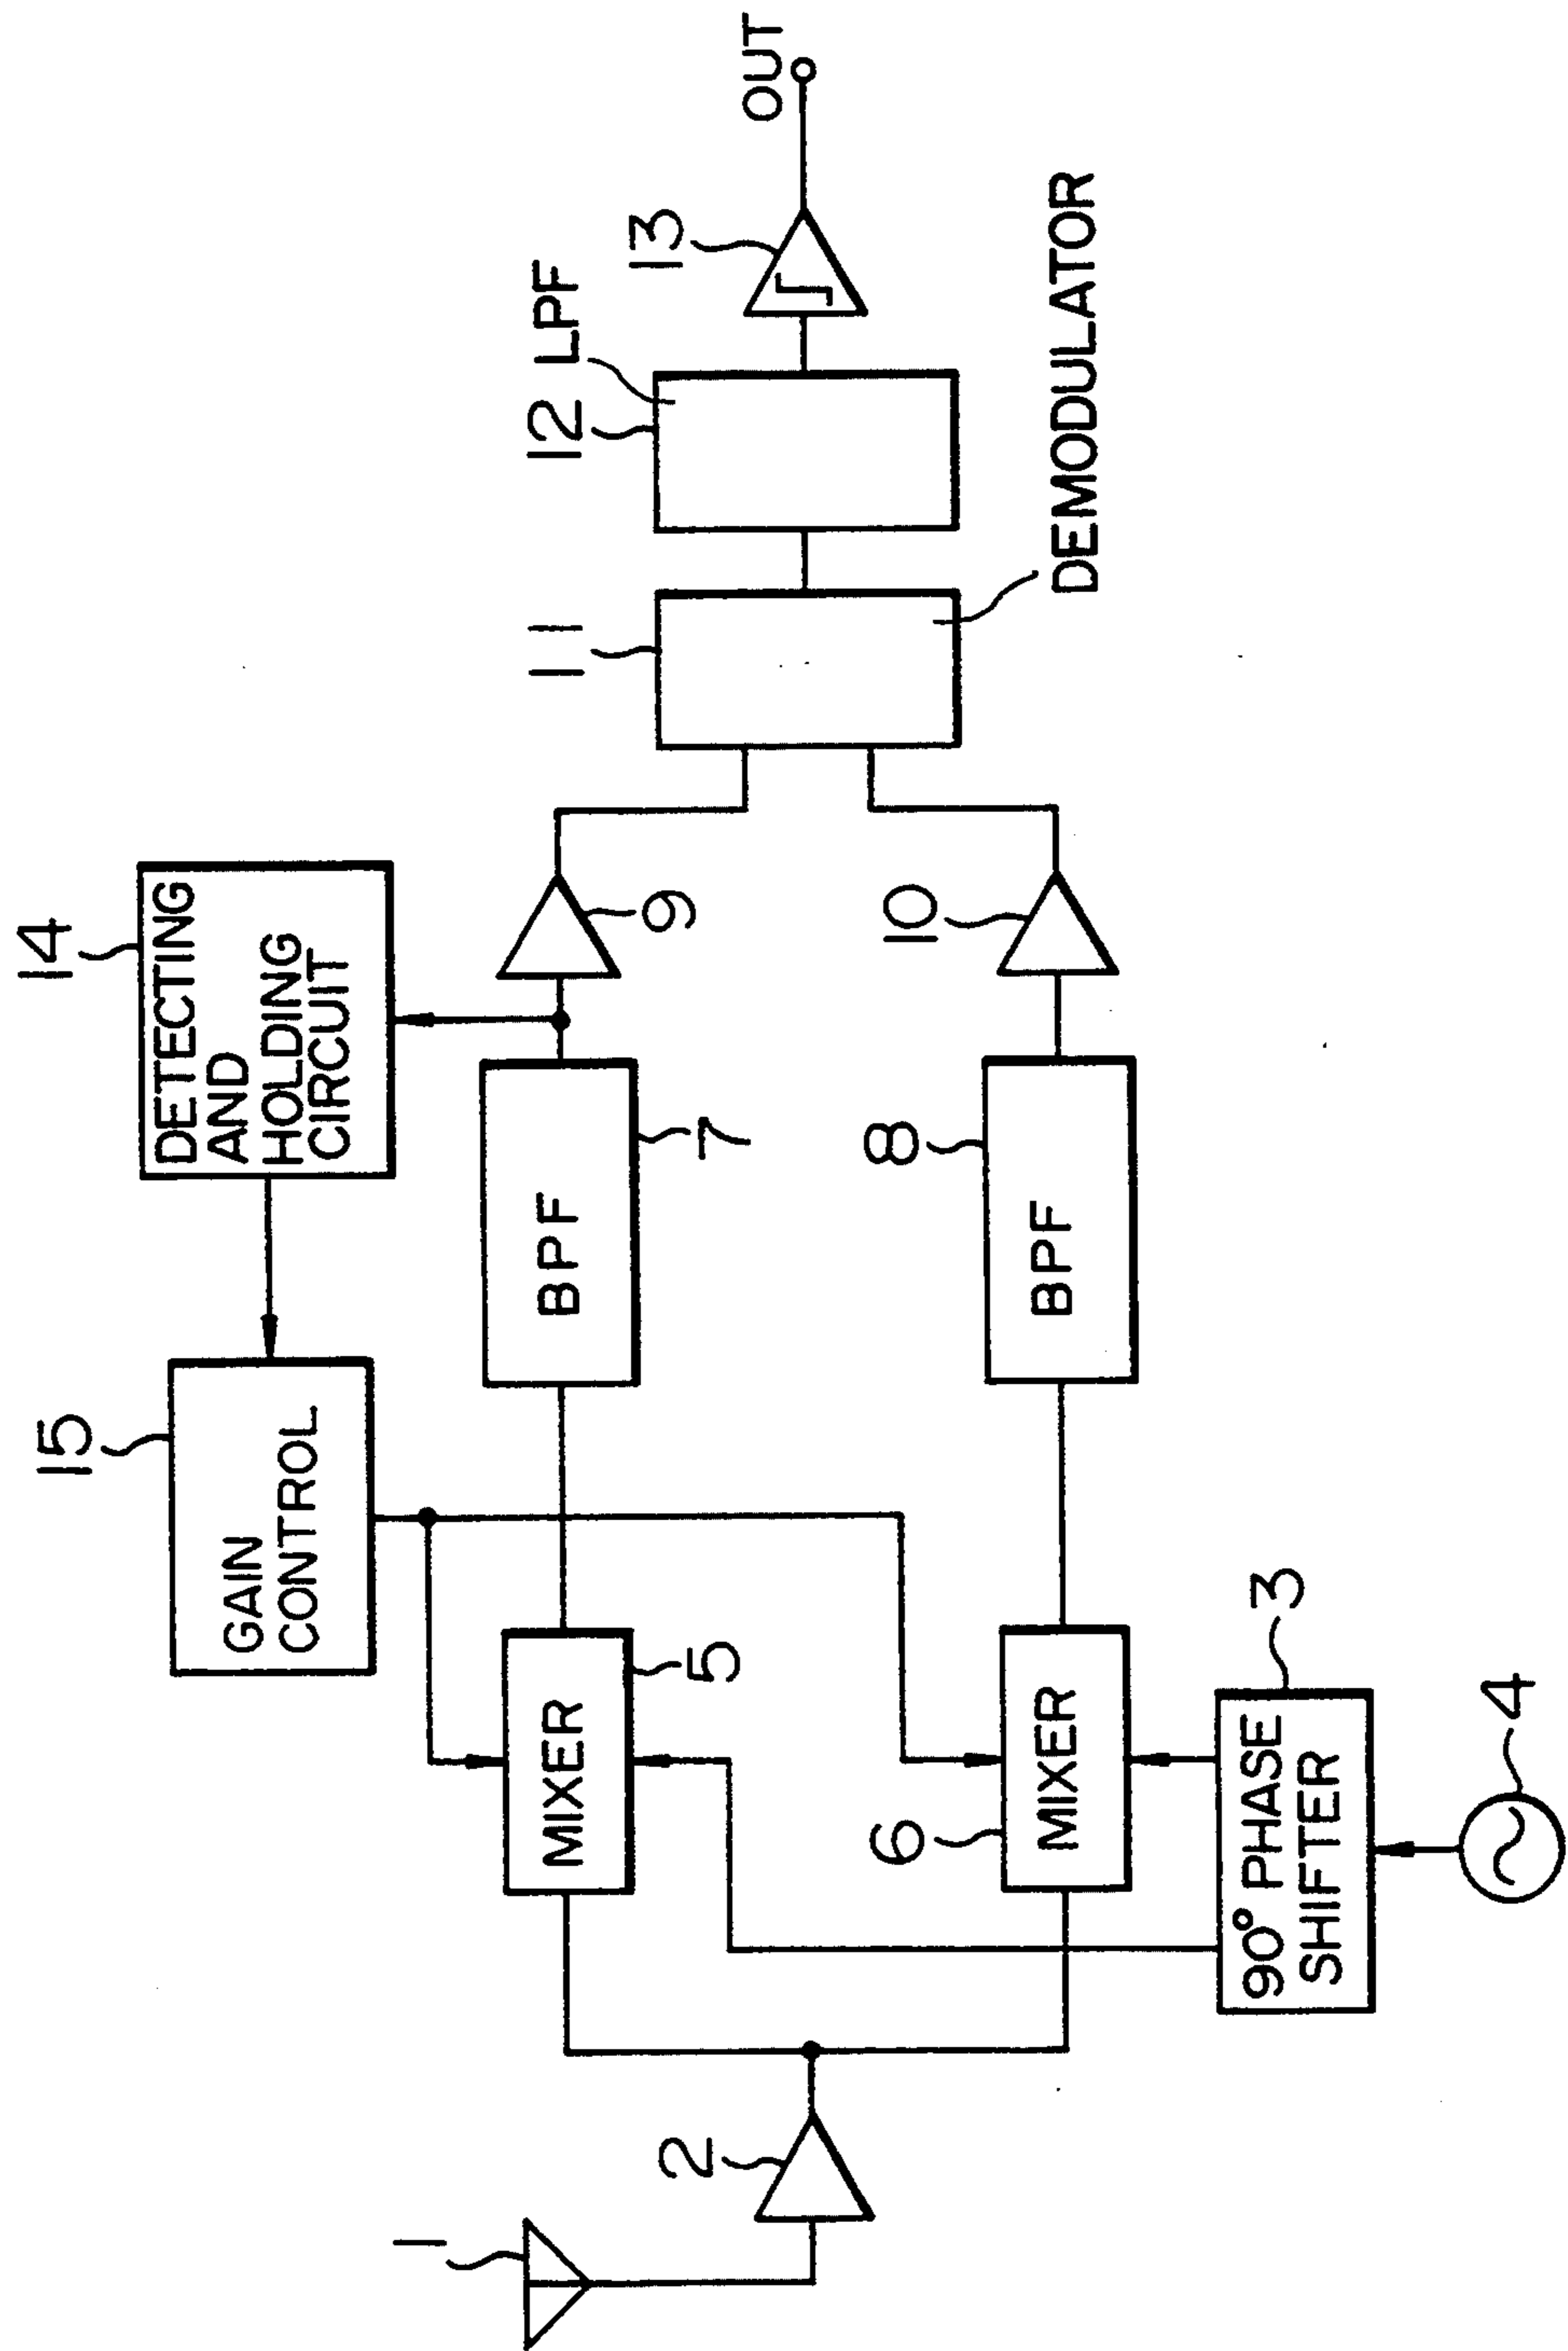 14
DETECTING
AND
HOLDING
CIRCUIT
15
GAIN
CONTROL
1
2
MIXER
5
BPF
7
9
11
12
LPF
13
OUT
DEMODULATOR
6
MIXER
8
BPF
10
3
90° PHASE
SHIFTER
4